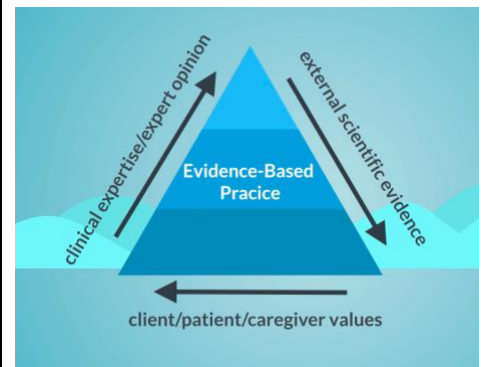 clinical expertise/expert opinion
external scientific evidence
Evidence-Based
Pracice
client/patient/caregiver values